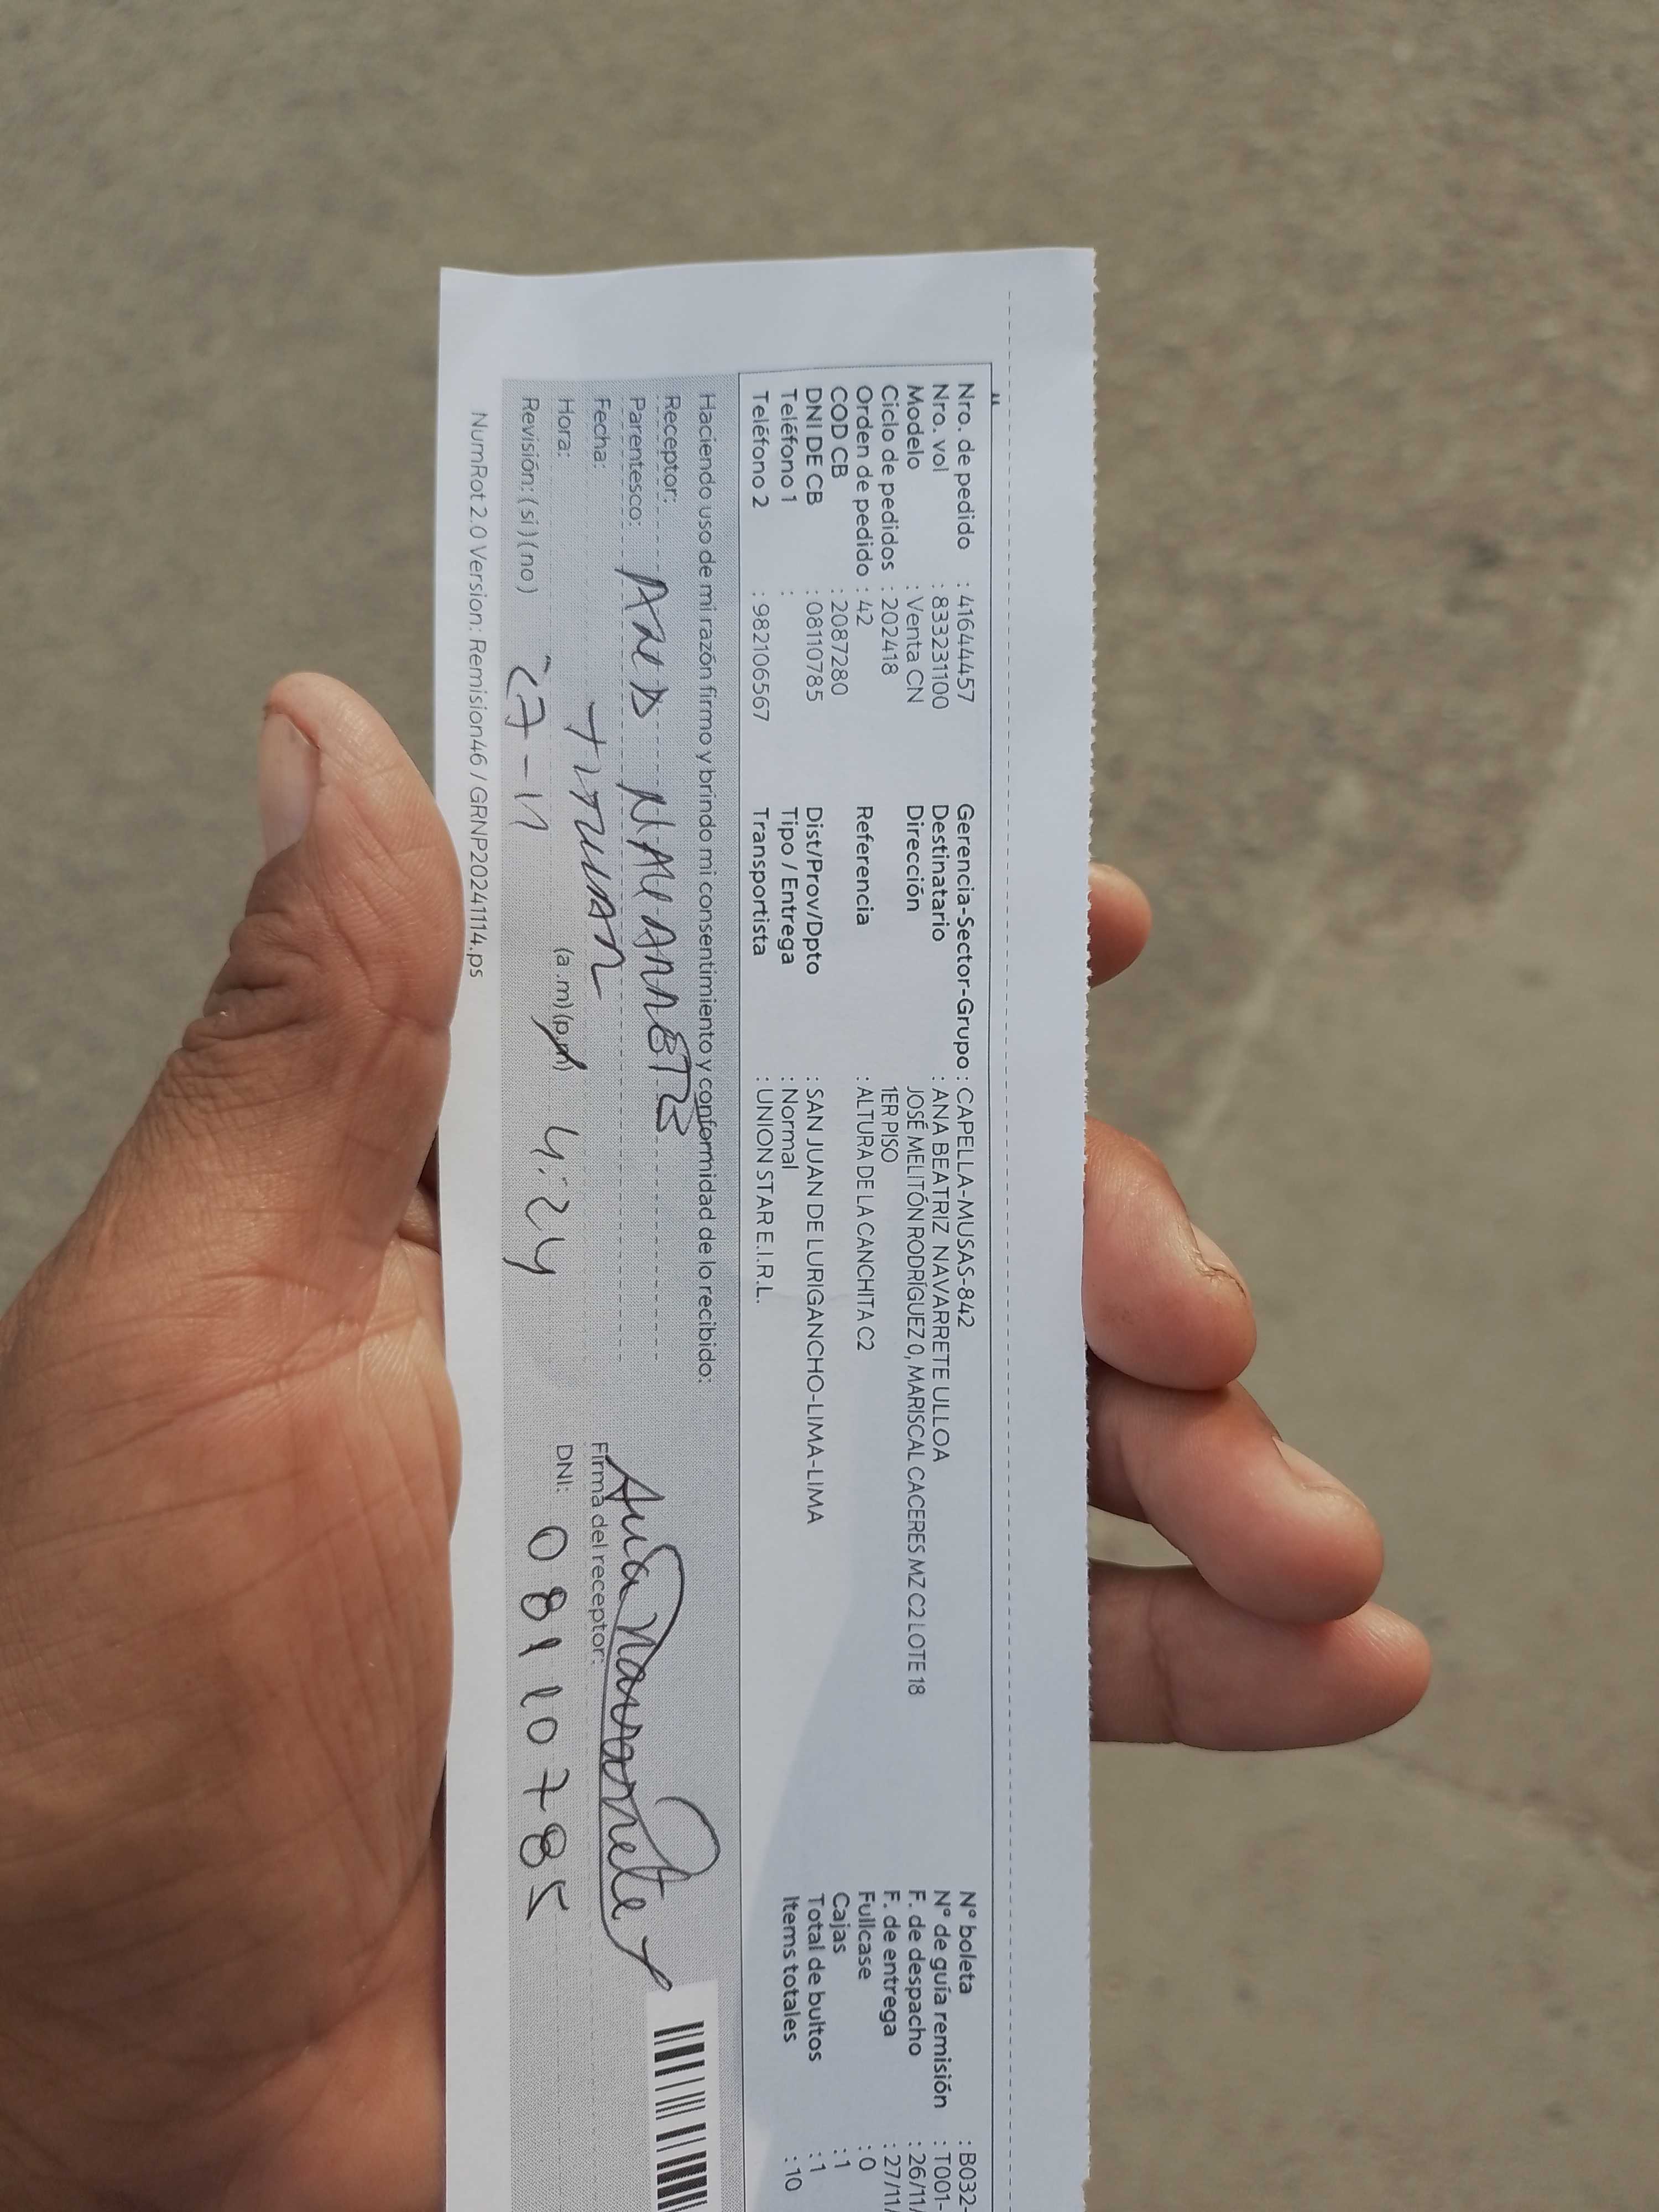 Nro. de pedido : 41644457 Gerencia-Sector-Grupo : CAPELLA-MUSAS-842 Nº boleta : B032-
Nro. vol : 833231100 Destinatario : ANA BEATRIZ NAVARRETE ULLOA Nº de guía remisión : T001-
Modelo : Venta CN Dirección JOSÉ MELITÓN RODRÍGUEZ 0, MARISCAL CACERES MZ C2 LOTE 18 F. de despacho : 26/11/
Ciclo de pedidos : 202418 1ER PISO F. de entrega : 27/11/
Orden de pedido : 42 Referencia : ALTURA DE LA CANCHITA C2 Fullcase : 0
COD CB : 2087280 Cajas : 1
DNI DE CB : 08110785 Dist/Prov/Dpto : SAN JUAN DE LURIGANCHO-LIMA-LIMA Total de bultos : 1
Teléfono 1 : Tipo / Entrega : Normal Items totales : 10
Teléfono 2 : 982106567 Transportista : UNION STAR E.I.R.L.
Haciendo uso de mi razón firmo y brindo mi consentimiento y conformidad de lo recibido:
Receptor:
Parentesco: Ana Navarrete
Fecha: Titular Firma del receptor:
Hora: (a.m)(p.m) 4:24 DNI: 08110785
Revisión: (si)(no) 27-11
NumRot 2.0 Version: Remision46 / GRNP20241114.ps